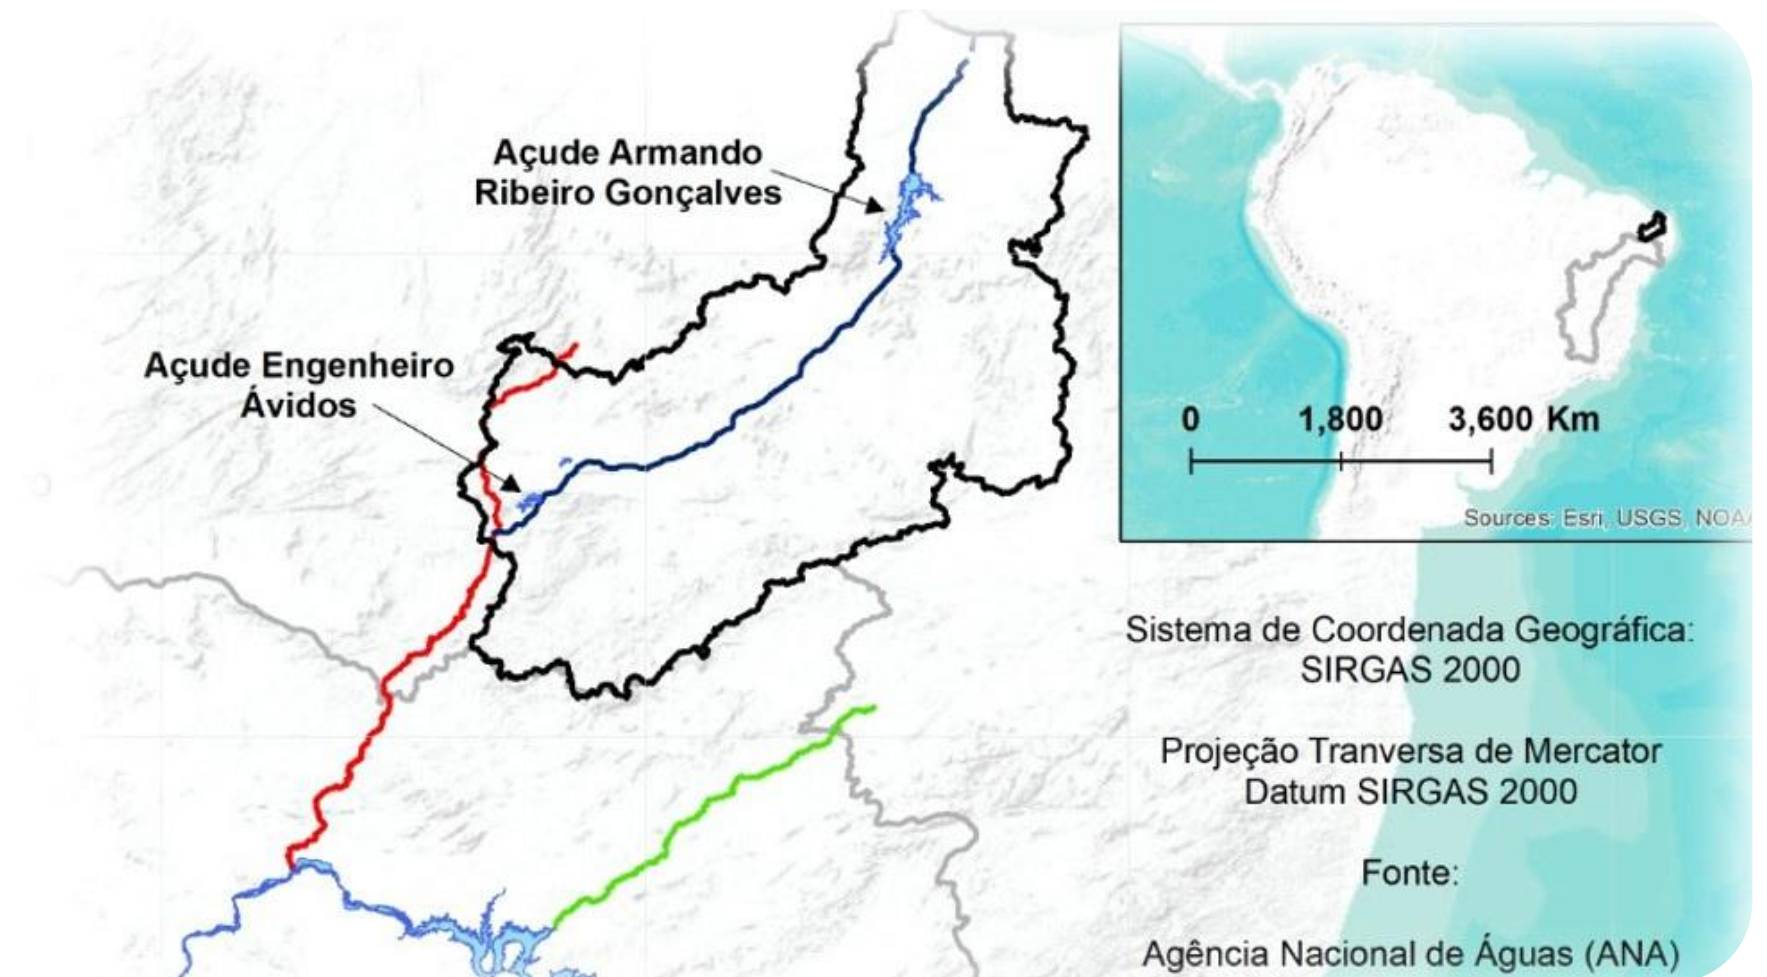 Açude Armando
Ribeiro Gonçalves
Açude Engenheiro
Ávidos
0 1,800 3,600 Km
Sources: Esri, USGS, NOAA
Sistema de Coordenada Geográfica:
SIRGAS 2000
Projeção Tranversa de Mercator
Datum SIRGAS 2000
Fonte:
Agência Nacional de Águas (ANA)